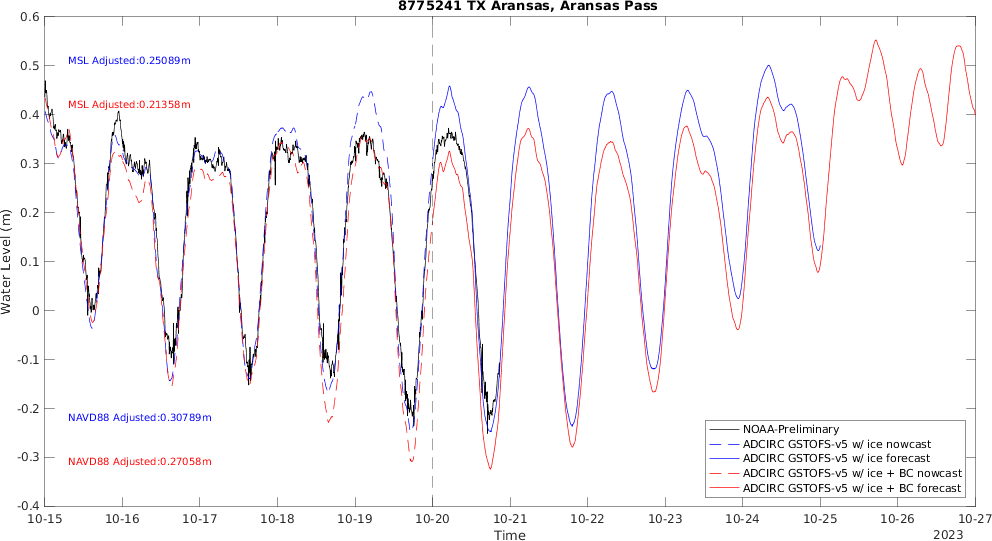 8775241 TX Aransas, Aransas Pass
0.6
0.5
0.4
0.3
0.2
0.1
0
-0.1
-0.2
-0.3
-0.4
Water Level (m)
MSL Adjusted:0.25089m
MSL Adjusted:0.21358m
NAVD88 Adjusted:0.30789m
NAVD88 Adjusted:0.27058m
NOAA-Preliminary
ADCIRC GSTOFS-v5 w/ ice nowcast
ADCIRC GSTOFS-v5 w/ ice forecast
ADCIRC GSTOFS-v5 w/ ice + BC nowcast
ADCIRC GSTOFS-v5 w/ ice + BC forecast
10-15 10-16 10-17 10-18 10-19 10-20 10-21 10-22 10-23 10-24 10-25 10-26 10-27
Time
2023